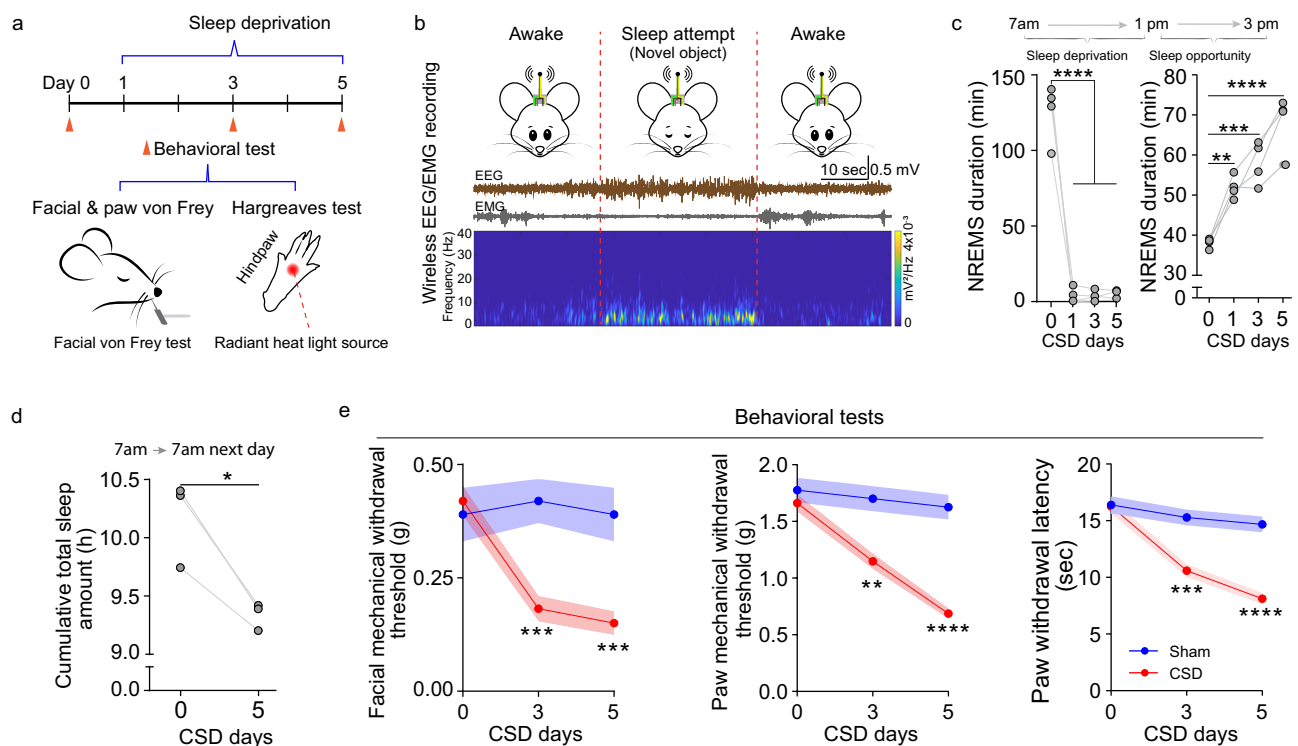 a
Sleep deprivation
Day 0
1
3
5
Behavioral test
Facial & paw von Frey
Hargreaves test
Hindpaw
Facial von Frey test
Radiant heat light source
b
Awake
Sleep attempt
(Novel object)
Awake
Wireless EEG/EMG recording
10 sec
0.5 mV
EEG
EMG
Frequency (Hz)
40
30
20
10
0
4x10⁻³
mV²/Hz
0
c
7am
1 pm
3 pm
Sleep deprivation
Sleep opportunity
****
NREMS duration (min)
150
100
50
0
0 1 3 5
CSD days
****
***
**
NREMS duration (min)
80
70
60
50
40
30
0
0 1 3 5
CSD days
d
7am → 7am next day
*
Cumulative total sleep
amount (h)
10.5
10.0
9.5
9.0
0.0
0 5
CSD days
e
Behavioral tests
Facial mechanical withdrawal
threshold (g)
0.50
0.25
0.00
***
***
0 3 5
CSD days
Paw mechanical withdrawal
threshold (g)
2.0
1.5
1.0
0.5
0.0
**
****
0 3 5
CSD days
Paw withdrawal latency
(sec)
20
15
10
5
0
***
****
Sham
CSD
0 3 5
CSD days